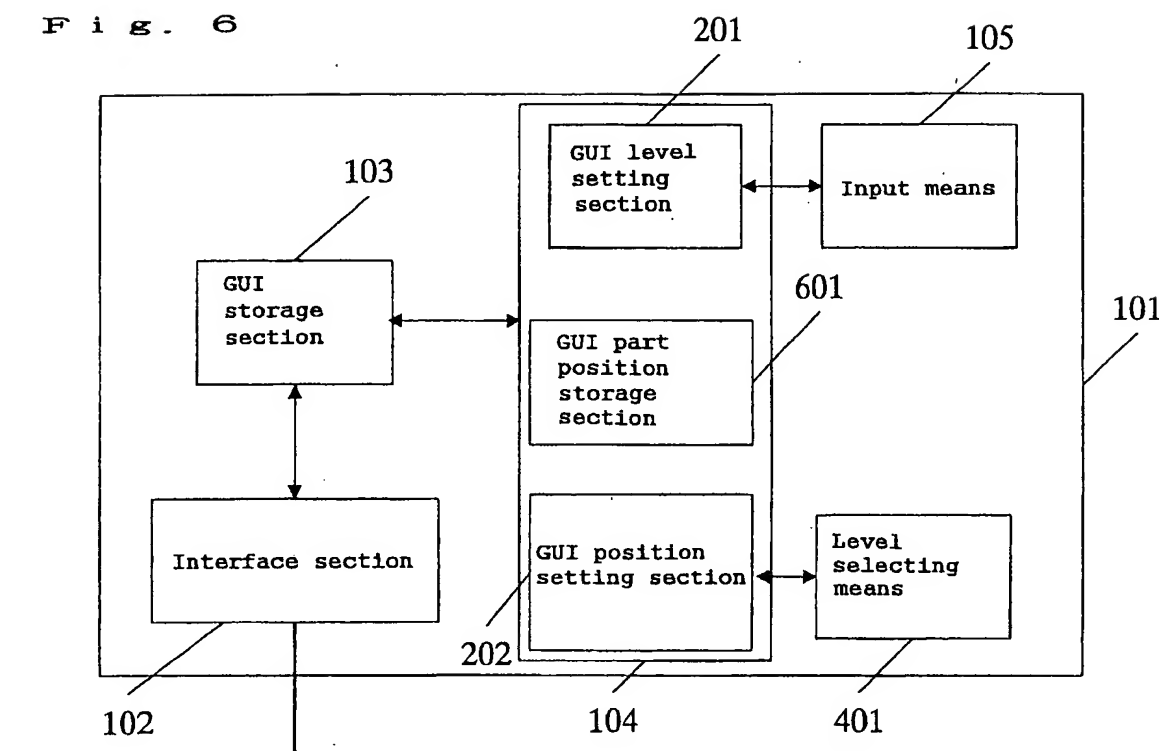 Fig. 6
201
105
GUI level
setting
section
Input means
103
GUI
storage
section
601
101
GUI part
position
storage
section
Interface section
GUI position
setting section
Level
selecting
means
202
102
104
401